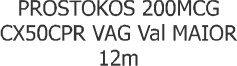 PROSTOKOS 200MCG
CX50CPR VAG Val MAIOR
12m